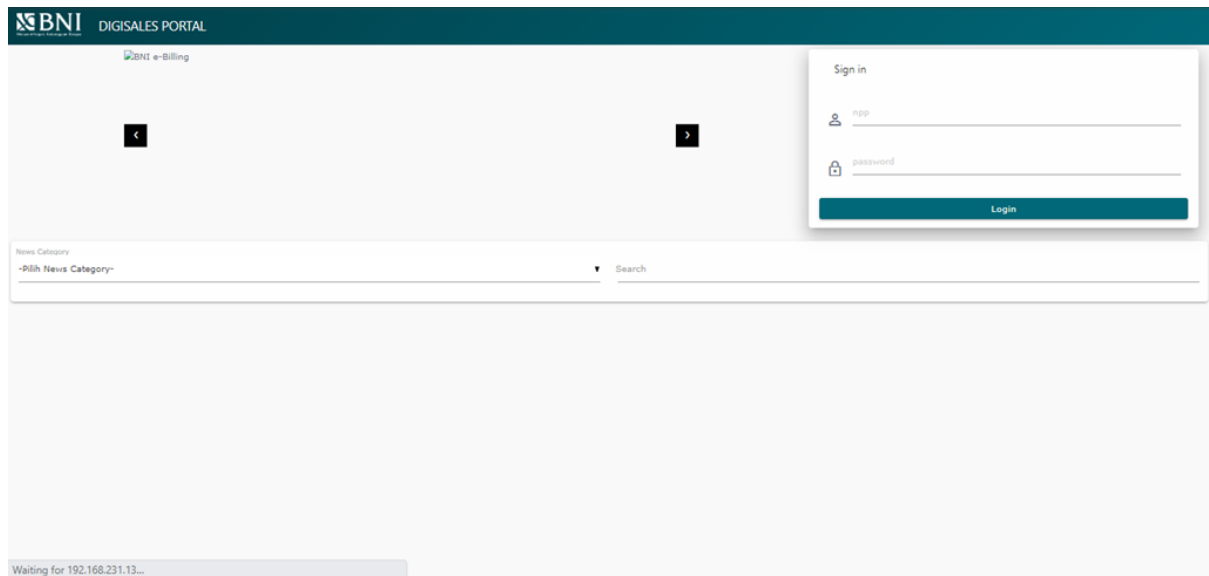 BNI DIGISALES PORTAL
BNI e-Billing
Sign in
npp
password
Login
News Category
-Pilih News Category-
Search
Waiting for 192.168.231.13...